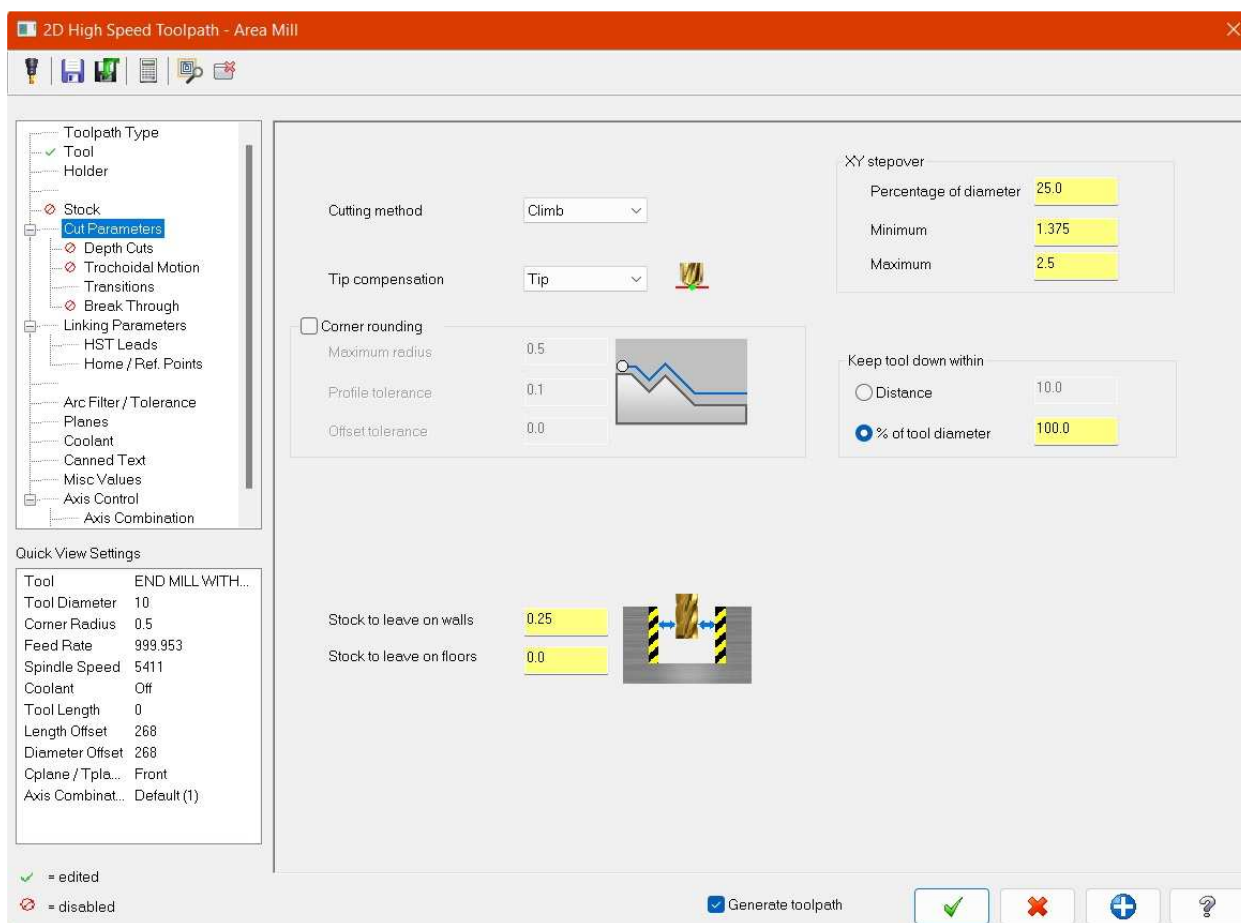 2D High Speed Toolpath - Area Mill
Toolpath Type
Tool
Holder
Stock
Cut Parameters
Depth Cuts
Trochoidal Motion
Transitions
Break Through
Linking Parameters
HST Leads
Home / Ref. Points
Arc Filter / Tolerance
Planes
Coolant
Canned Text
Misc Values
Axis Control
Axis Combination
Quick View Settings
Tool END MILL WITH...
Tool Diameter 10
Corner Radius 0.5
Feed Rate 999.953
Spindle Speed 5411
Coolant Off
Tool Length 0
Length Offset 268
Diameter Offset 268
Cplane / Tpla... Front
Axis Combinat... Default (1)
= edited
= disabled
Cutting method Climb
Tip compensation Tip
Corner rounding
Maximum radius 0.5
Profile tolerance 0.1
Offset tolerance 0.0
XY stepover
Percentage of diameter 25.0
Minimum 1.375
Maximum 2.5
Keep tool down within
Distance 10.0
% of tool diameter 100.0
Stock to leave on walls 0.25
Stock to leave on floors 0.0
Generate toolpath